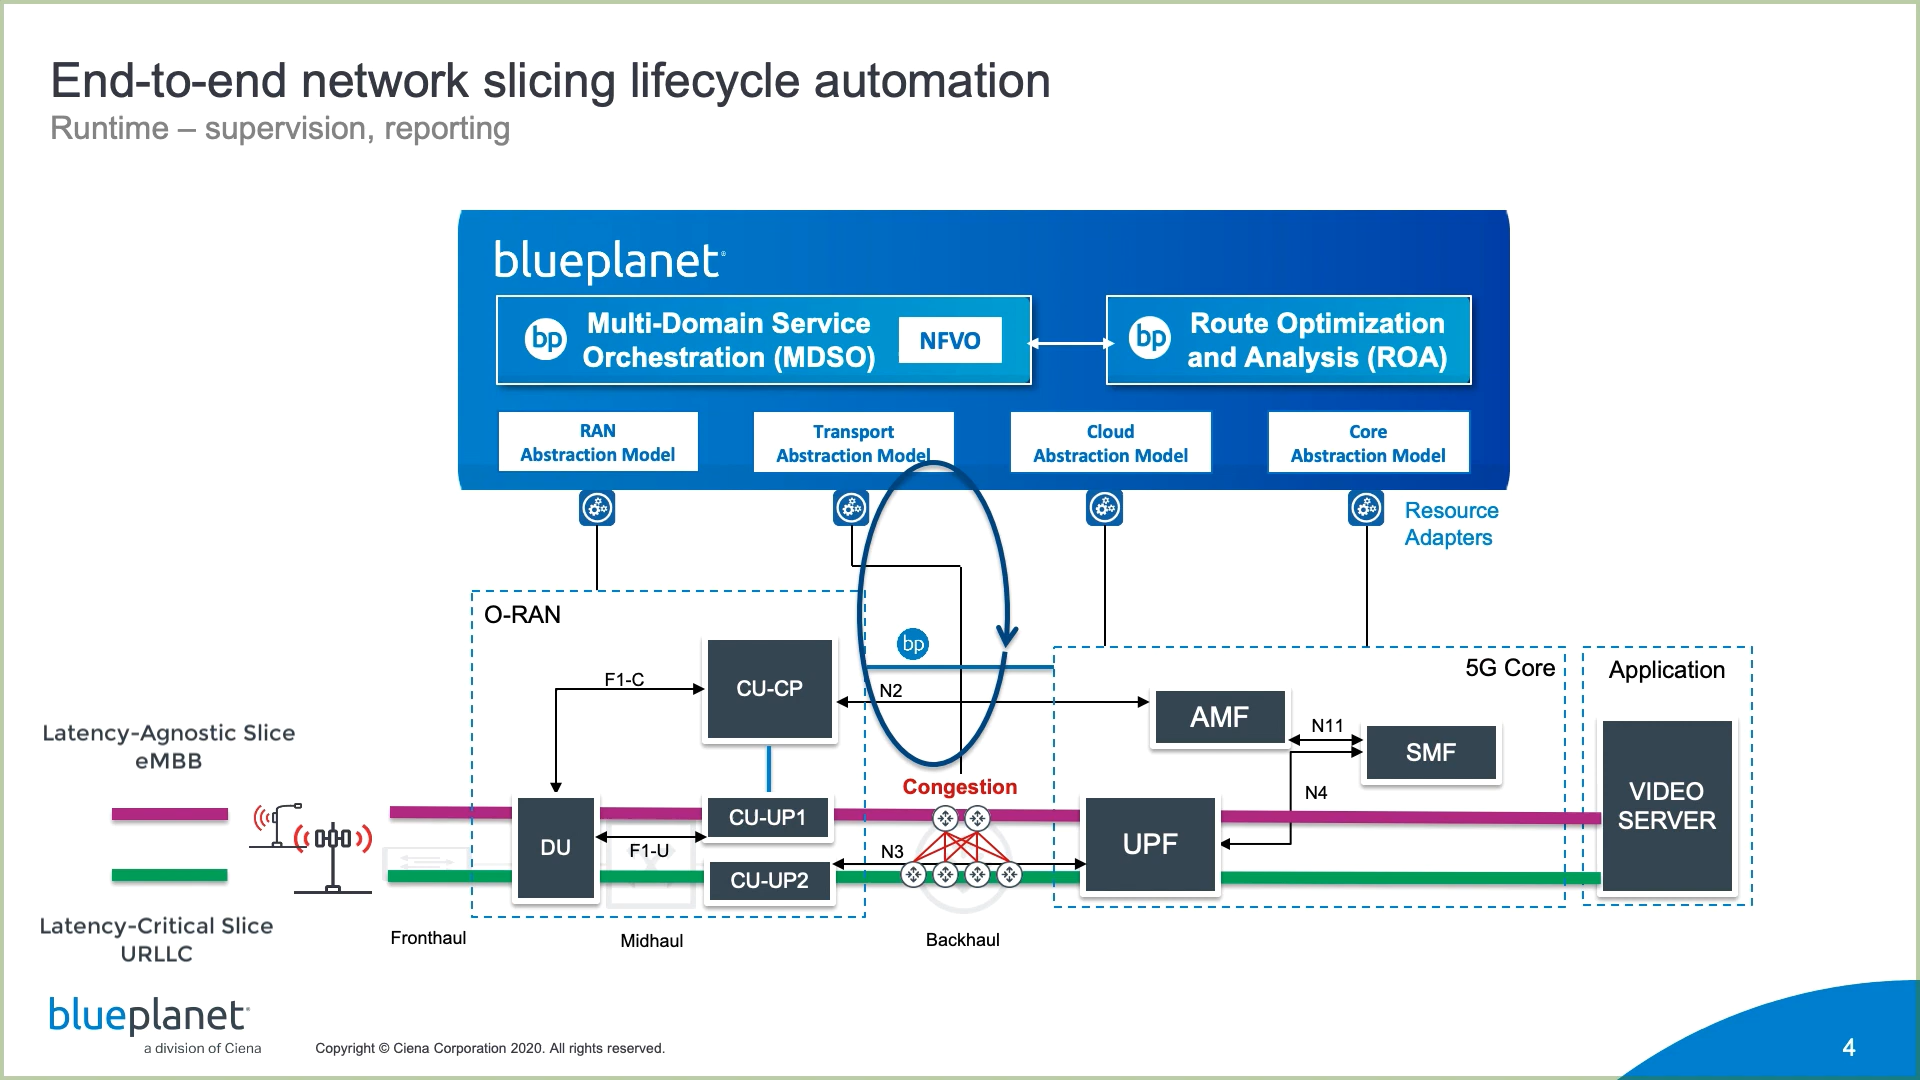 End-to-end network slicing lifecycle automation
Runtime – supervision, reporting
blueplanet
bp
Multi-Domain Service
Orchestration (MDSO)
NFVO
bp
Route Optimization
and Analysis (ROA)
RAN
Abstraction Model
Transport
Abstraction Model
Cloud
Abstraction Model
Core
Abstraction Model
Resource
Adapters
O-RAN
bp
5G Core
Application
F1-C
CU-CP
N2
AMF
N11
SMF
Latency-Agnostic Slice
eMBB
Congestion
N4
VIDEO
SERVER
CU-UP1
DU
F1-U
N3
UPF
CU-UP2
Latency-Critical Slice
URLLC
Fronthaul
Midhaul
Backhaul
blueplanet
a division of Ciena
Copyright © Ciena Corporation 2020. All rights reserved.
4